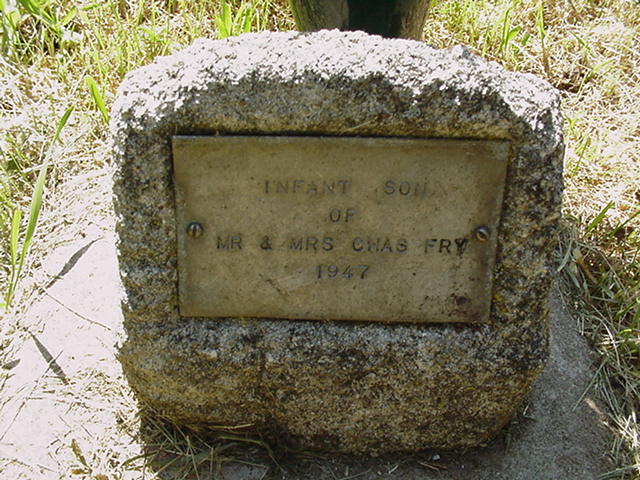 INFANT SON
OF
MR & MRS CHAS FRY
1947